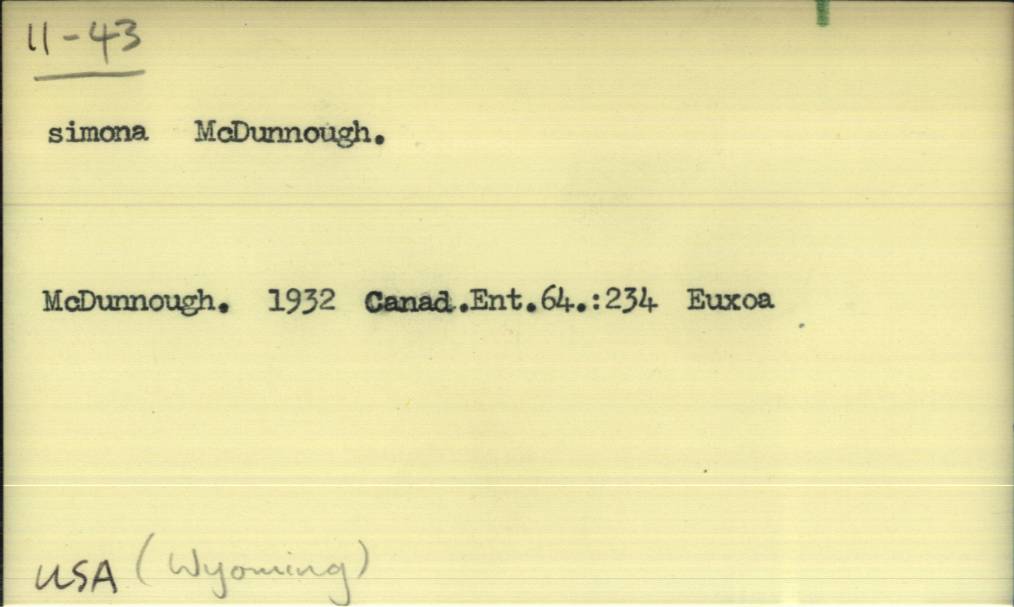 11-43
simona McDunnough.
McDunnough. 1932 Canad.Ent.64.:234 Euxoa
USA (Wyoming)